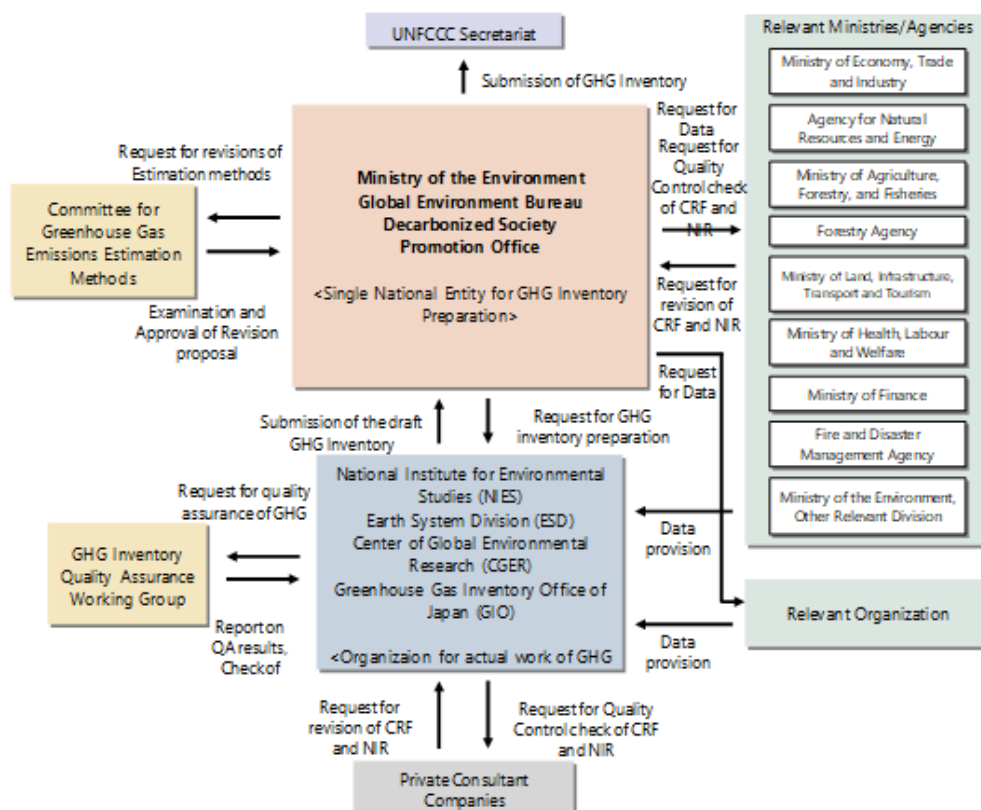 UNFCCC Secretariat
Submission of GHG Inventory
Relevant Ministries/Agencies
Ministry of Economy, Trade
and Industry
Agency for Natural
Resources and Energy
Ministry of Agriculture,
Forestry, and Fisheries
Forestry Agency
Ministry of Land, Infrastructure,
Transport and Tourism
Ministry of Health, Labour
and Welfare
Ministry of Finance
Fire and Disaster
Management Agency
Ministry of the Environment,
Other Relevant Division
Request for
Data
Request for
Quality
Control check
of CRF and
NIR
Request for
revision of
CRF and NIR
Request for revisions of
Estimation methods
Committee for
Greenhouse Gas
Emissions Estimation
Methods
Examination and
Approval of Revision
proposal
Ministry of the Environment
Global Environment Bureau
Decarbonized Society
Promotion Office
<Single National Entity for GHG Inventory
Preparation>
Request
for Data
Submission of the draft
GHG Inventory
Request for GHG
inventory preparation
National Institute for Environmental
Studies (NIES)
Earth System Division (ESD)
Center of Global Environmental
Research (CGER)
Greenhouse Gas Inventory Office of
Japan (GIO)
<Organizaion for actual work of GHG
Request for quality
assurance of GHG
GHG Inventory
Quality Assurance
Working Group
Report on
QA results,
Check of
Data
provision
Relevant Organization
Data
provision
Request for
revision of CRF
and NIR
Request for Quality
Control check of CRF
and NIR
Private Consultant
Companies